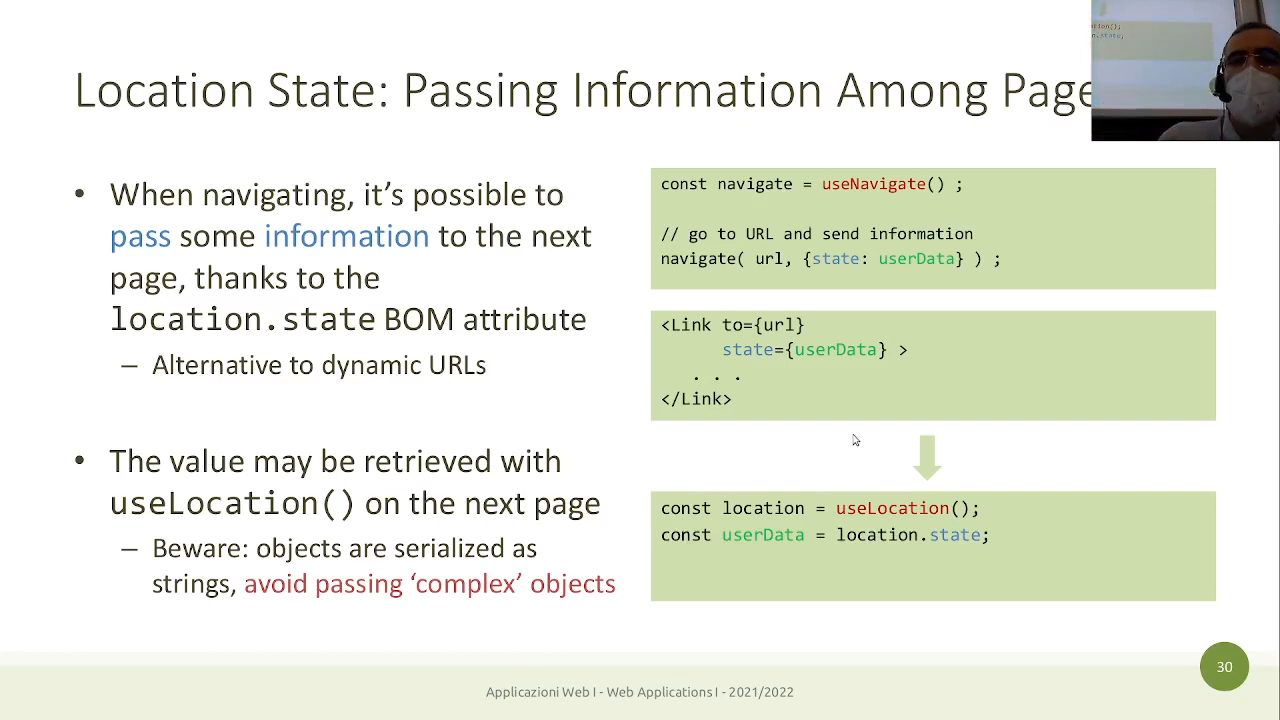 Location State: Passing Information Among Page
• When navigating, it's possible to
pass some information to the next
page, thanks to the
location.state BOM attribute
– Alternative to dynamic URLs
• The value may be retrieved with
useLocation() on the next page
– Beware: objects are serialized as
strings, avoid passing ‘complex’ objects
const navigate = useNavigate() ;
// go to URL and send information
navigate( url, {state: userData} ) ;
<Link to={url}
state={userData} >
. . .
</Link>
const location = useLocation();
const userData = location.state;
30
Applicazioni Web I - Web Applications I - 2021/2022